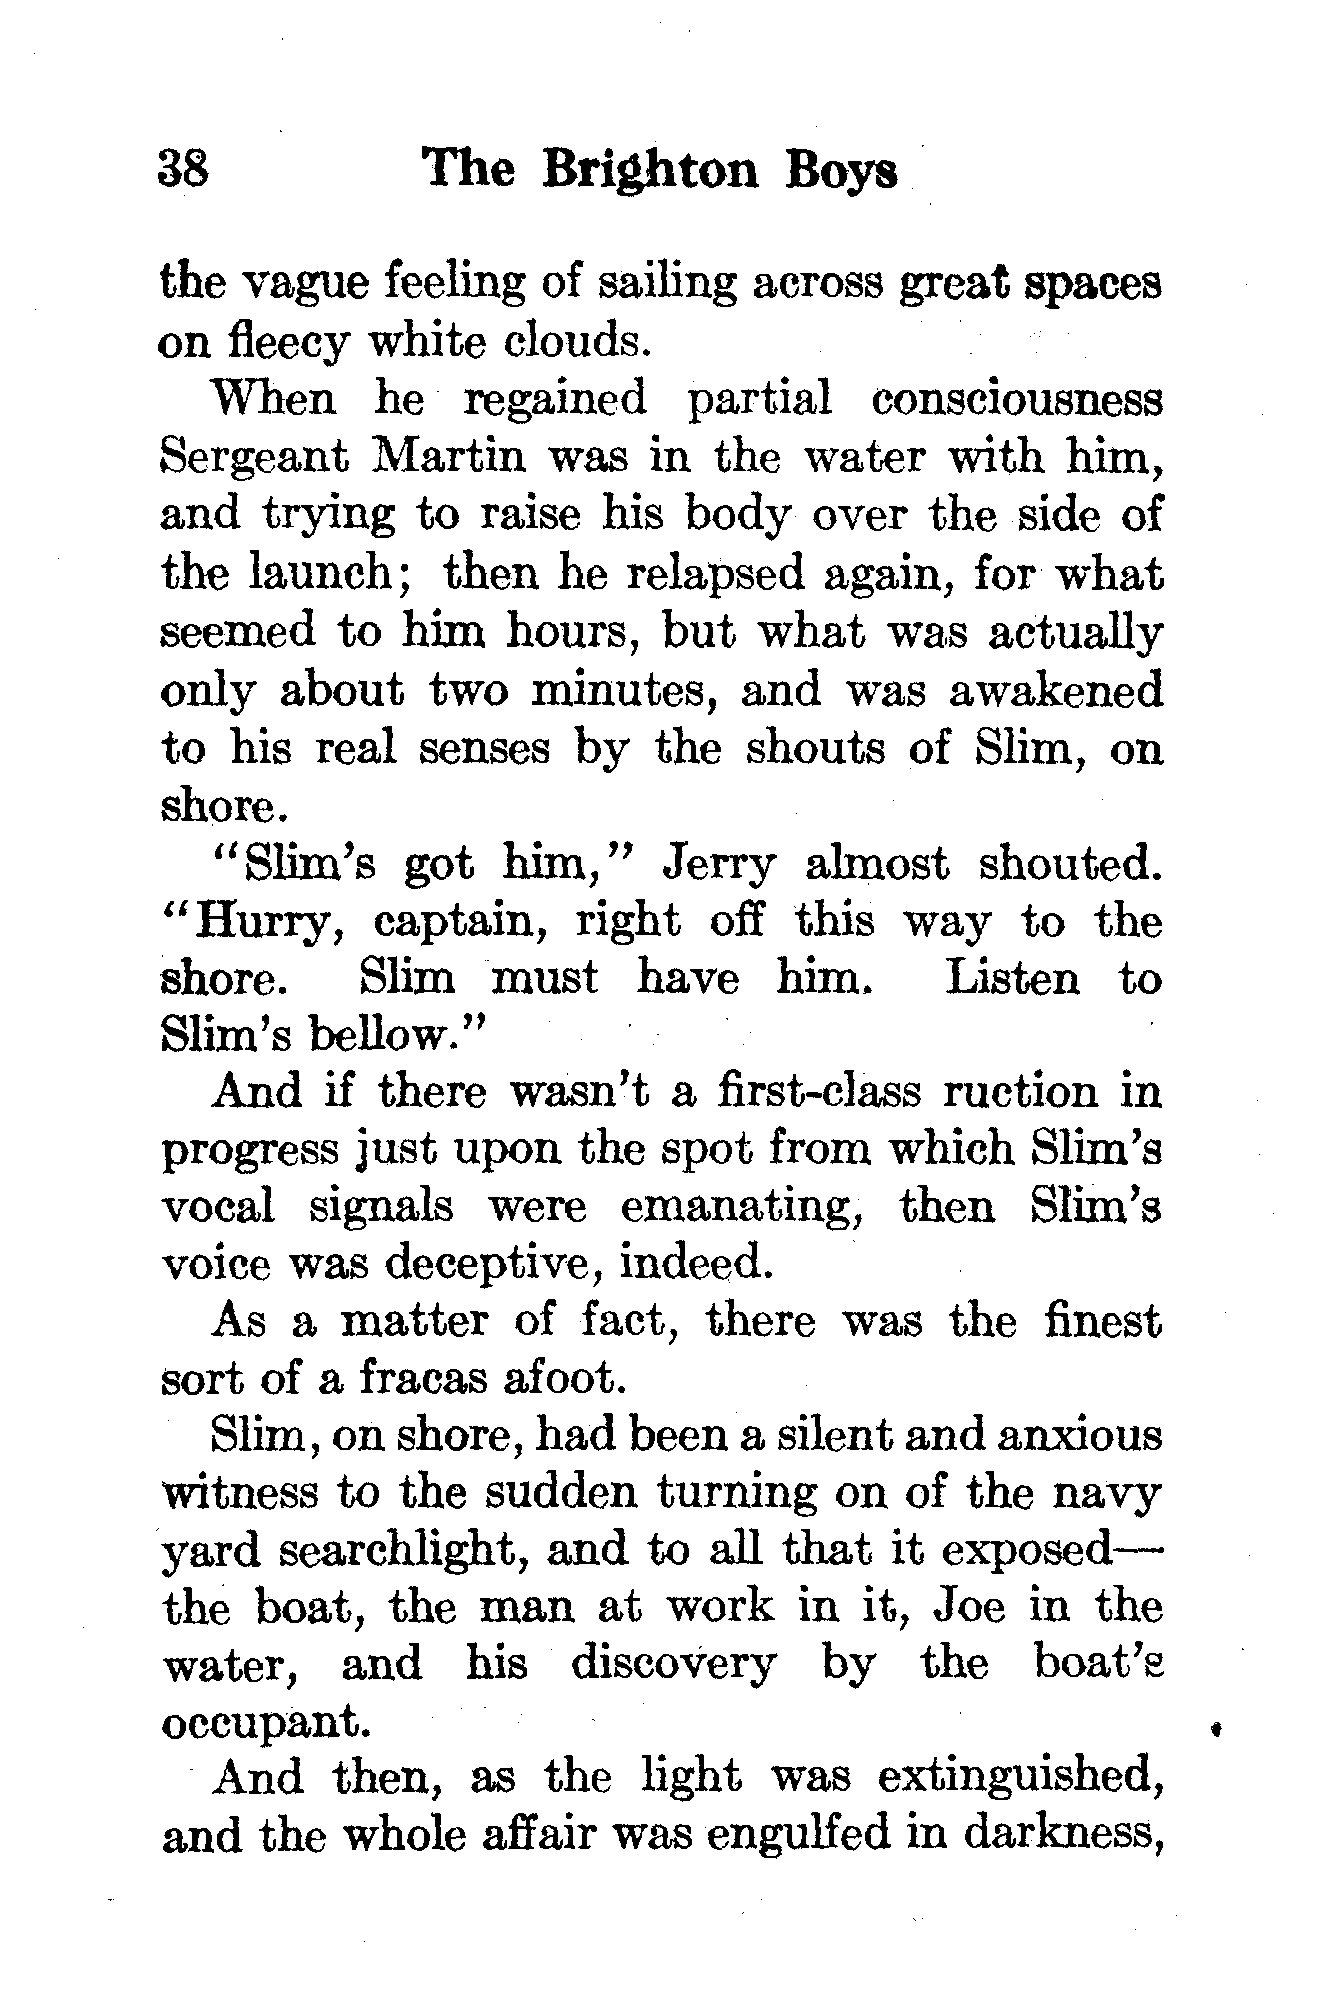 38 The Brighton Boys
the vague feeling of sailing across great spaces
on fleecy white clouds.
When he regained partial consciousness
Sergeant Martin was in the water with him,
and trying to raise his body over the side of
the launch; then he relapsed again, for what
seemed to him hours, but what was actually
only about two minutes, and was awakened
to his real senses by the shouts of Slim, on
shore.
"Slim's got him," Jerry almost shouted.
"Hurry, captain, right off this way to the
shore. Slim must have him. Listen to
Slim's bellow."
And if there wasn't a first-class ruction in
progress just upon the spot from which Slim's
vocal signals were emanating, then Slim's
voice was deceptive, indeed.
As a matter of fact, there was the finest
sort of a fracas afoot.
Slim, on shore, had been a silent and anxious
witness to the sudden turning on of the navy
yard searchlight, and to all that it exposed—
the boat, the man at work in it, Joe in the
water, and his discovery by the boat's
occupant.
And then, as the light was extinguished,
and the whole affair was engulfed in darkness,